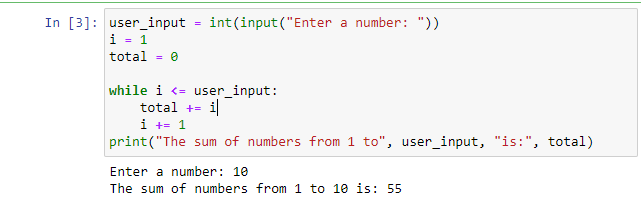 In [3]: user_input = int(input("Enter a number: "))
i = 1
total = 0
while i <= user_input:
    total += i
    i += 1
print("The sum of numbers from 1 to", user_input, "is:", total)
Enter a number: 10
The sum of numbers from 1 to 10 is: 55